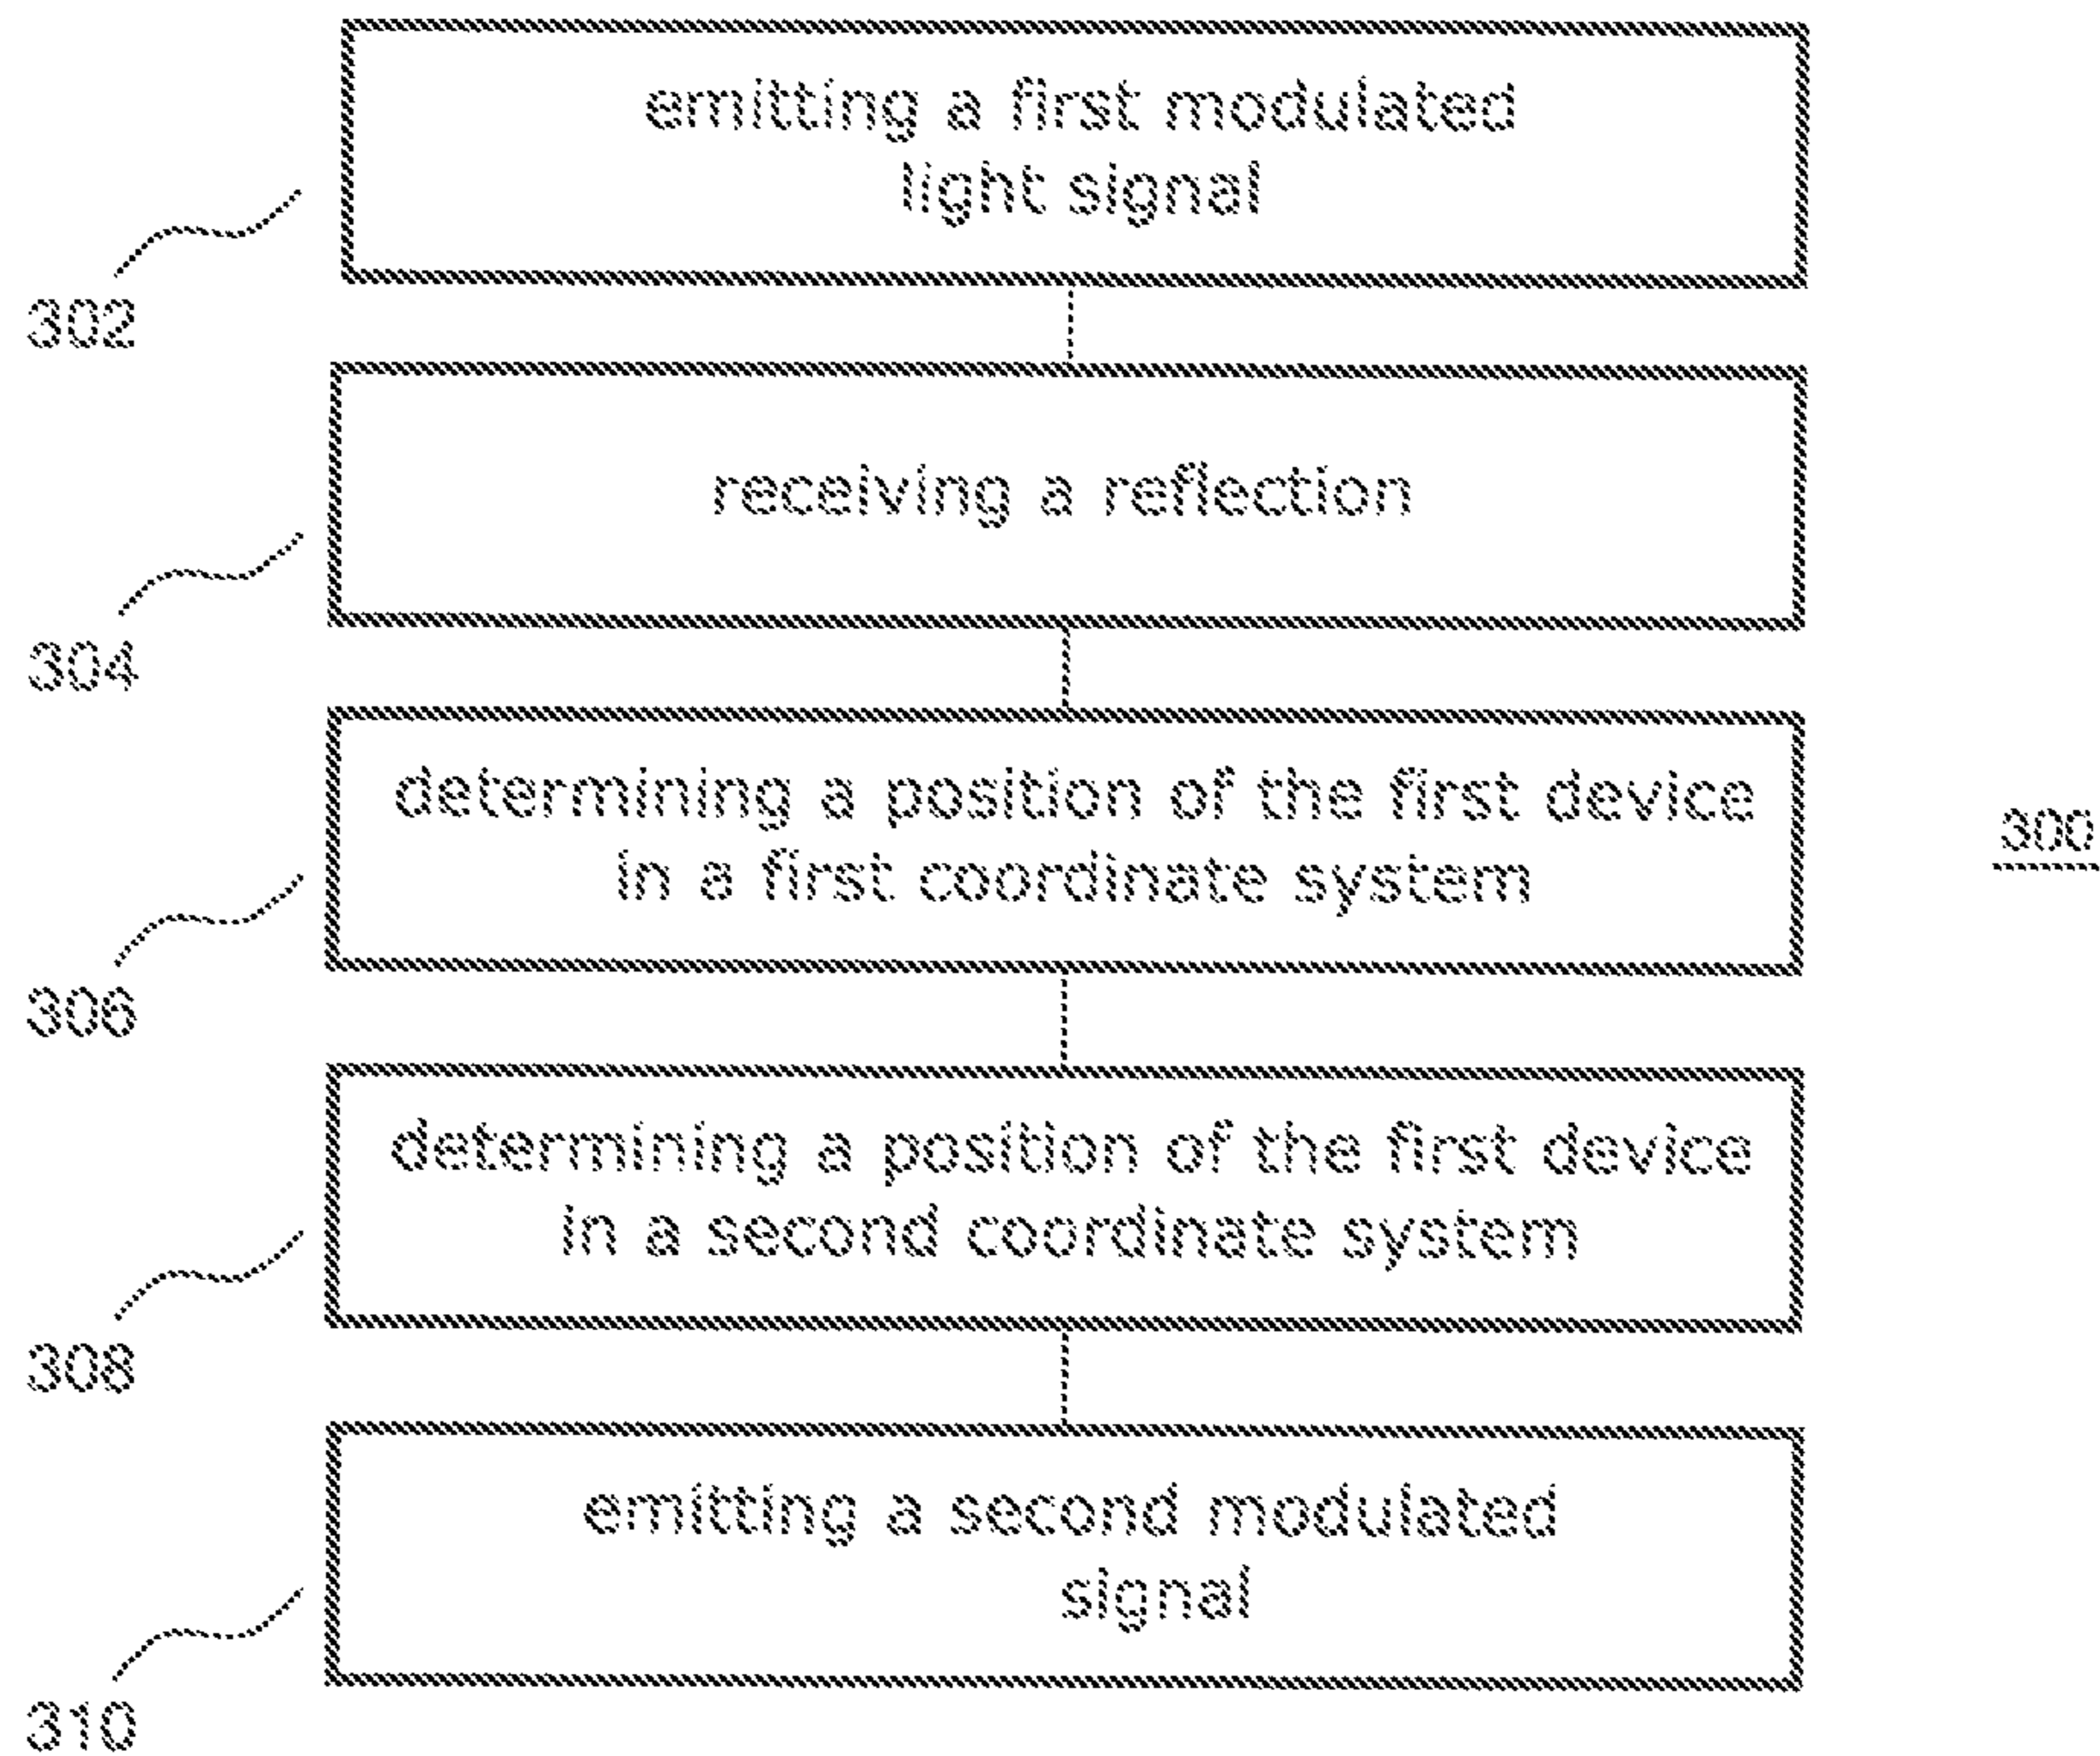 emitting a first modulated
light signal
302
receiving a reflection
304
determining a position of the first device
in a first coordinate system
300
306
determining a position of the first device
in a second coordinate system
308
emitting a second modulated
signal
310